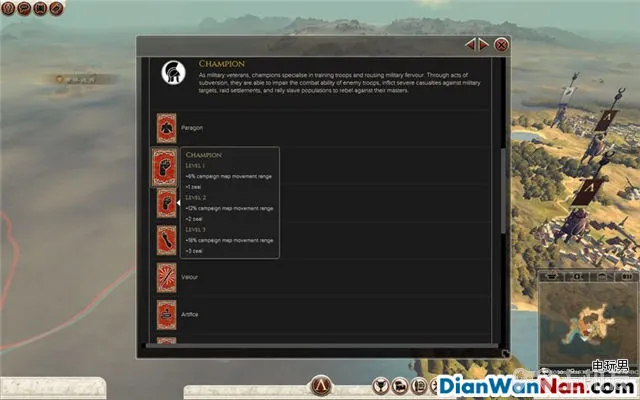 CHAMPION
As military veterans, champions specialise in training troops and rousing military fervour. Through acts of
subversion, they are able to impair the combat ability of enemy troops, inflict severe casualties against military
targets, raid settlements, and rally slave populations to rebel against their masters.
Paragon
CHAMPION
LEVEL 1
+6% campaign map movement range
+1 zeal
LEVEL 2
+12% campaign map movement range
+2 zeal
LEVEL 3
+18% campaign map movement range
+3 zeal
Valour
Artifice
电玩男
DianWanNan.com